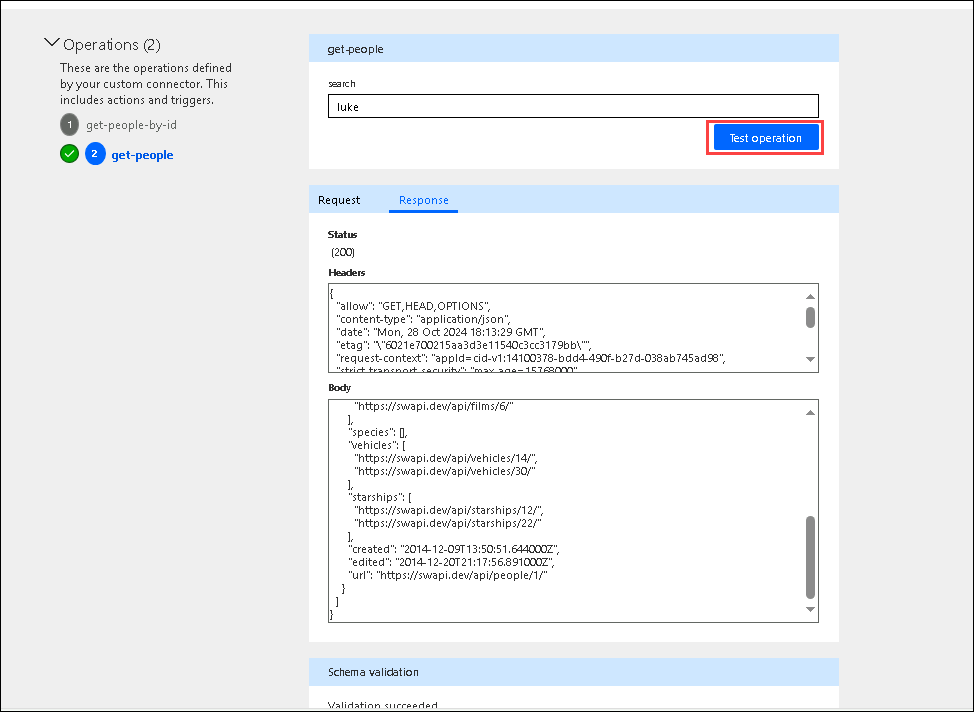 Operations (2)
These are the operations defined
by your custom connector. This
includes actions and triggers.
1 get-people-by-id
2 get-people
get-people
search
luke
Test operation
Request Response
Status
(200)
Headers
{
"allow": "GET,HEAD,OPTIONS",
"content-type": "application/json",
"date": "Mon, 28 Oct 2024 18:13:29 GMT",
"etag": "\"6021e700215aa3d3e11540c3cc3179bb\"",
"request-context": "appId=cid-v1:14100378-bdd4-490f-b27d-038ab745ad98",
"strict-transport-security": "max-age=15768000"
Body
"https://swapi.dev/api/films/6/"
],
"species": [],
"vehicles": [
"https://swapi.dev/api/vehicles/14/",
"https://swapi.dev/api/vehicles/30/"
],
"starships": [
"https://swapi.dev/api/starships/12/",
"https://swapi.dev/api/starships/22/"
],
"created": "2014-12-09T13:50:51.644000Z",
"edited": "2014-12-20T21:17:56.891000Z",
"url": "https://swapi.dev/api/people/1/"
}
]
}
Schema validation
Validation succeeded